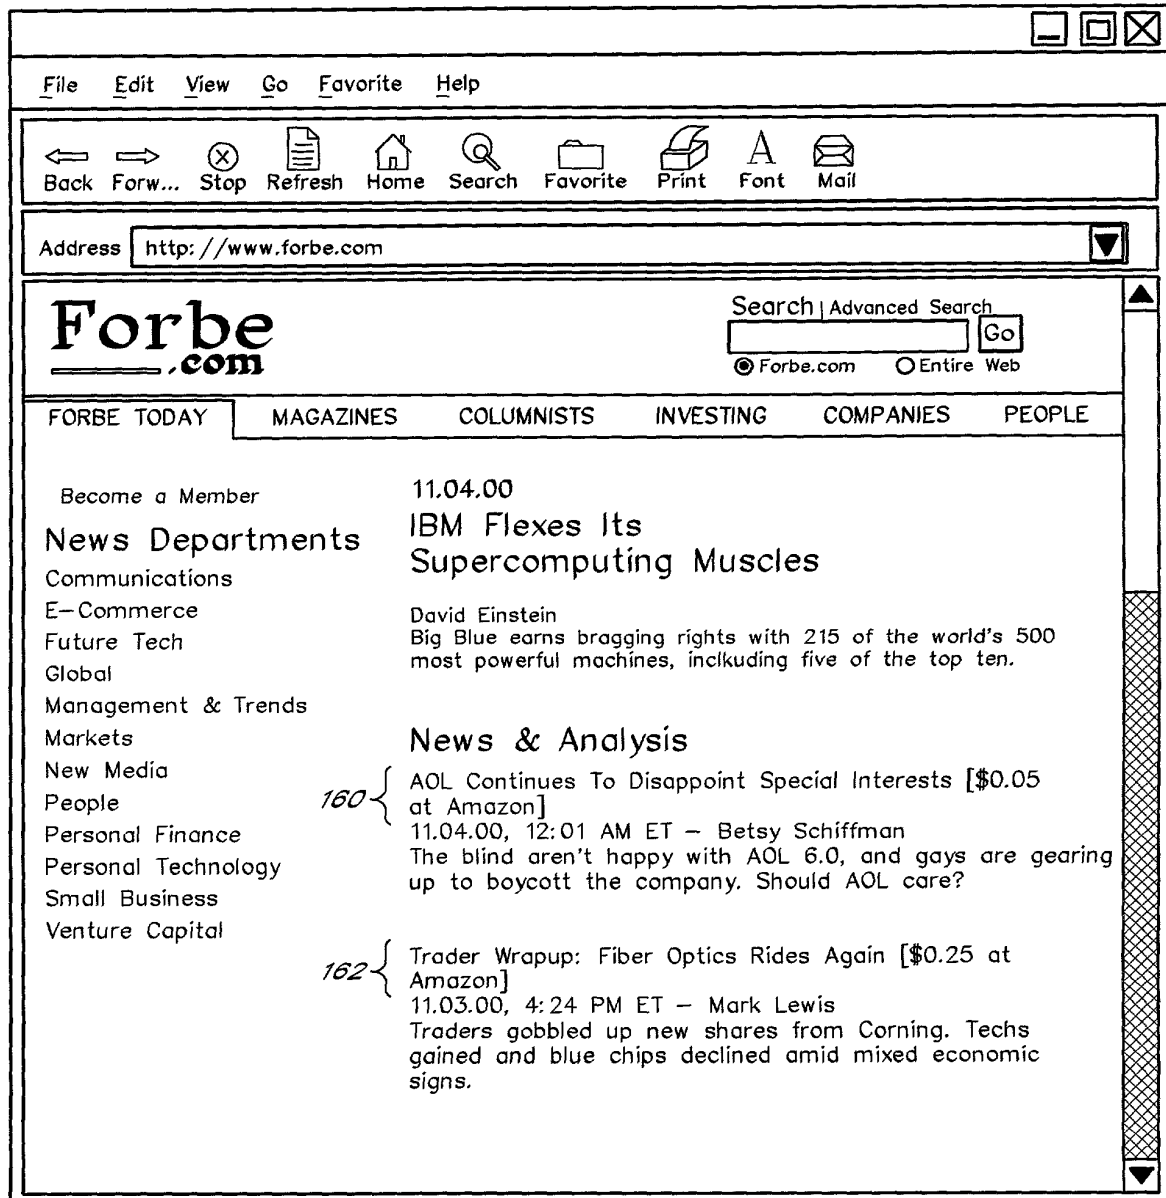 File Edit View Go Favorite Help
Back Forw... Stop Refresh Home Search Favorite Print Font Mail
Address http://www.forbe.com
Forbe
.com
Search | Advanced Search
Go
Forbe.com Entire Web
FORBE TODAY MAGAZINES COLUMNISTS INVESTING COMPANIES PEOPLE
Become a Member
News Departments
Communications
E-Commerce
Future Tech
Global
Management & Trends
Markets
New Media
People
Personal Finance
Personal Technology
Small Business
Venture Capital
11.04.00
IBM Flexes Its
Supercomputing Muscles
David Einstein
Big Blue earns bragging rights with 215 of the world's 500
most powerful machines, inclkuding five of the top ten.
News & Analysis
160
AOL Continues To Disappoint Special Interests [$0.05
at Amazon]
11.04.00, 12:01 AM ET — Betsy Schiffman
The blind aren't happy with AOL 6.0, and gays are gearing
up to boycott the company. Should AOL care?
162
Trader Wrapup: Fiber Optics Rides Again [$0.25 at
Amazon]
11.03.00, 4:24 PM ET — Mark Lewis
Traders gobbled up new shares from Corning. Techs
gained and blue chips declined amid mixed economic
signs.